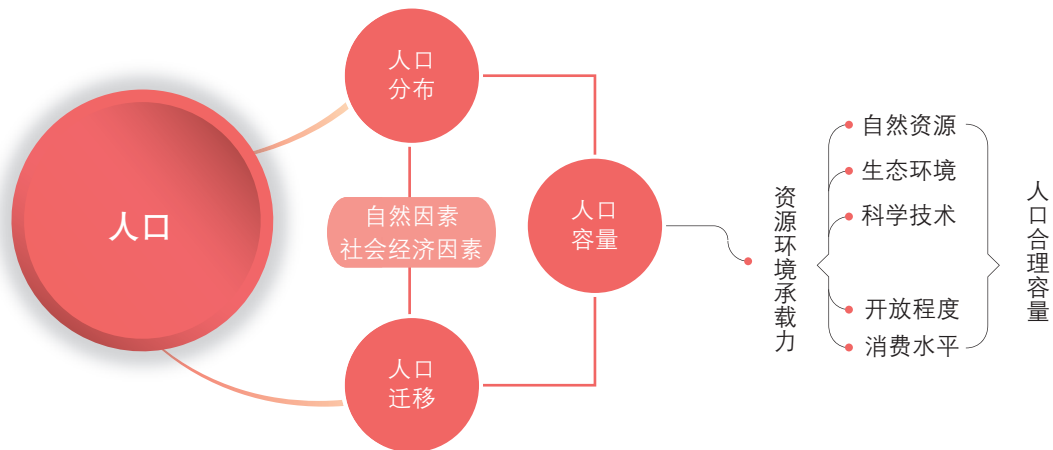 人口
人口
分布
自然因素
社会经济因素
人口
迁移
人口
容量
资源环境承载力
自然资源
生态环境
科学技术
开放程度
消费水平
人口合理容量